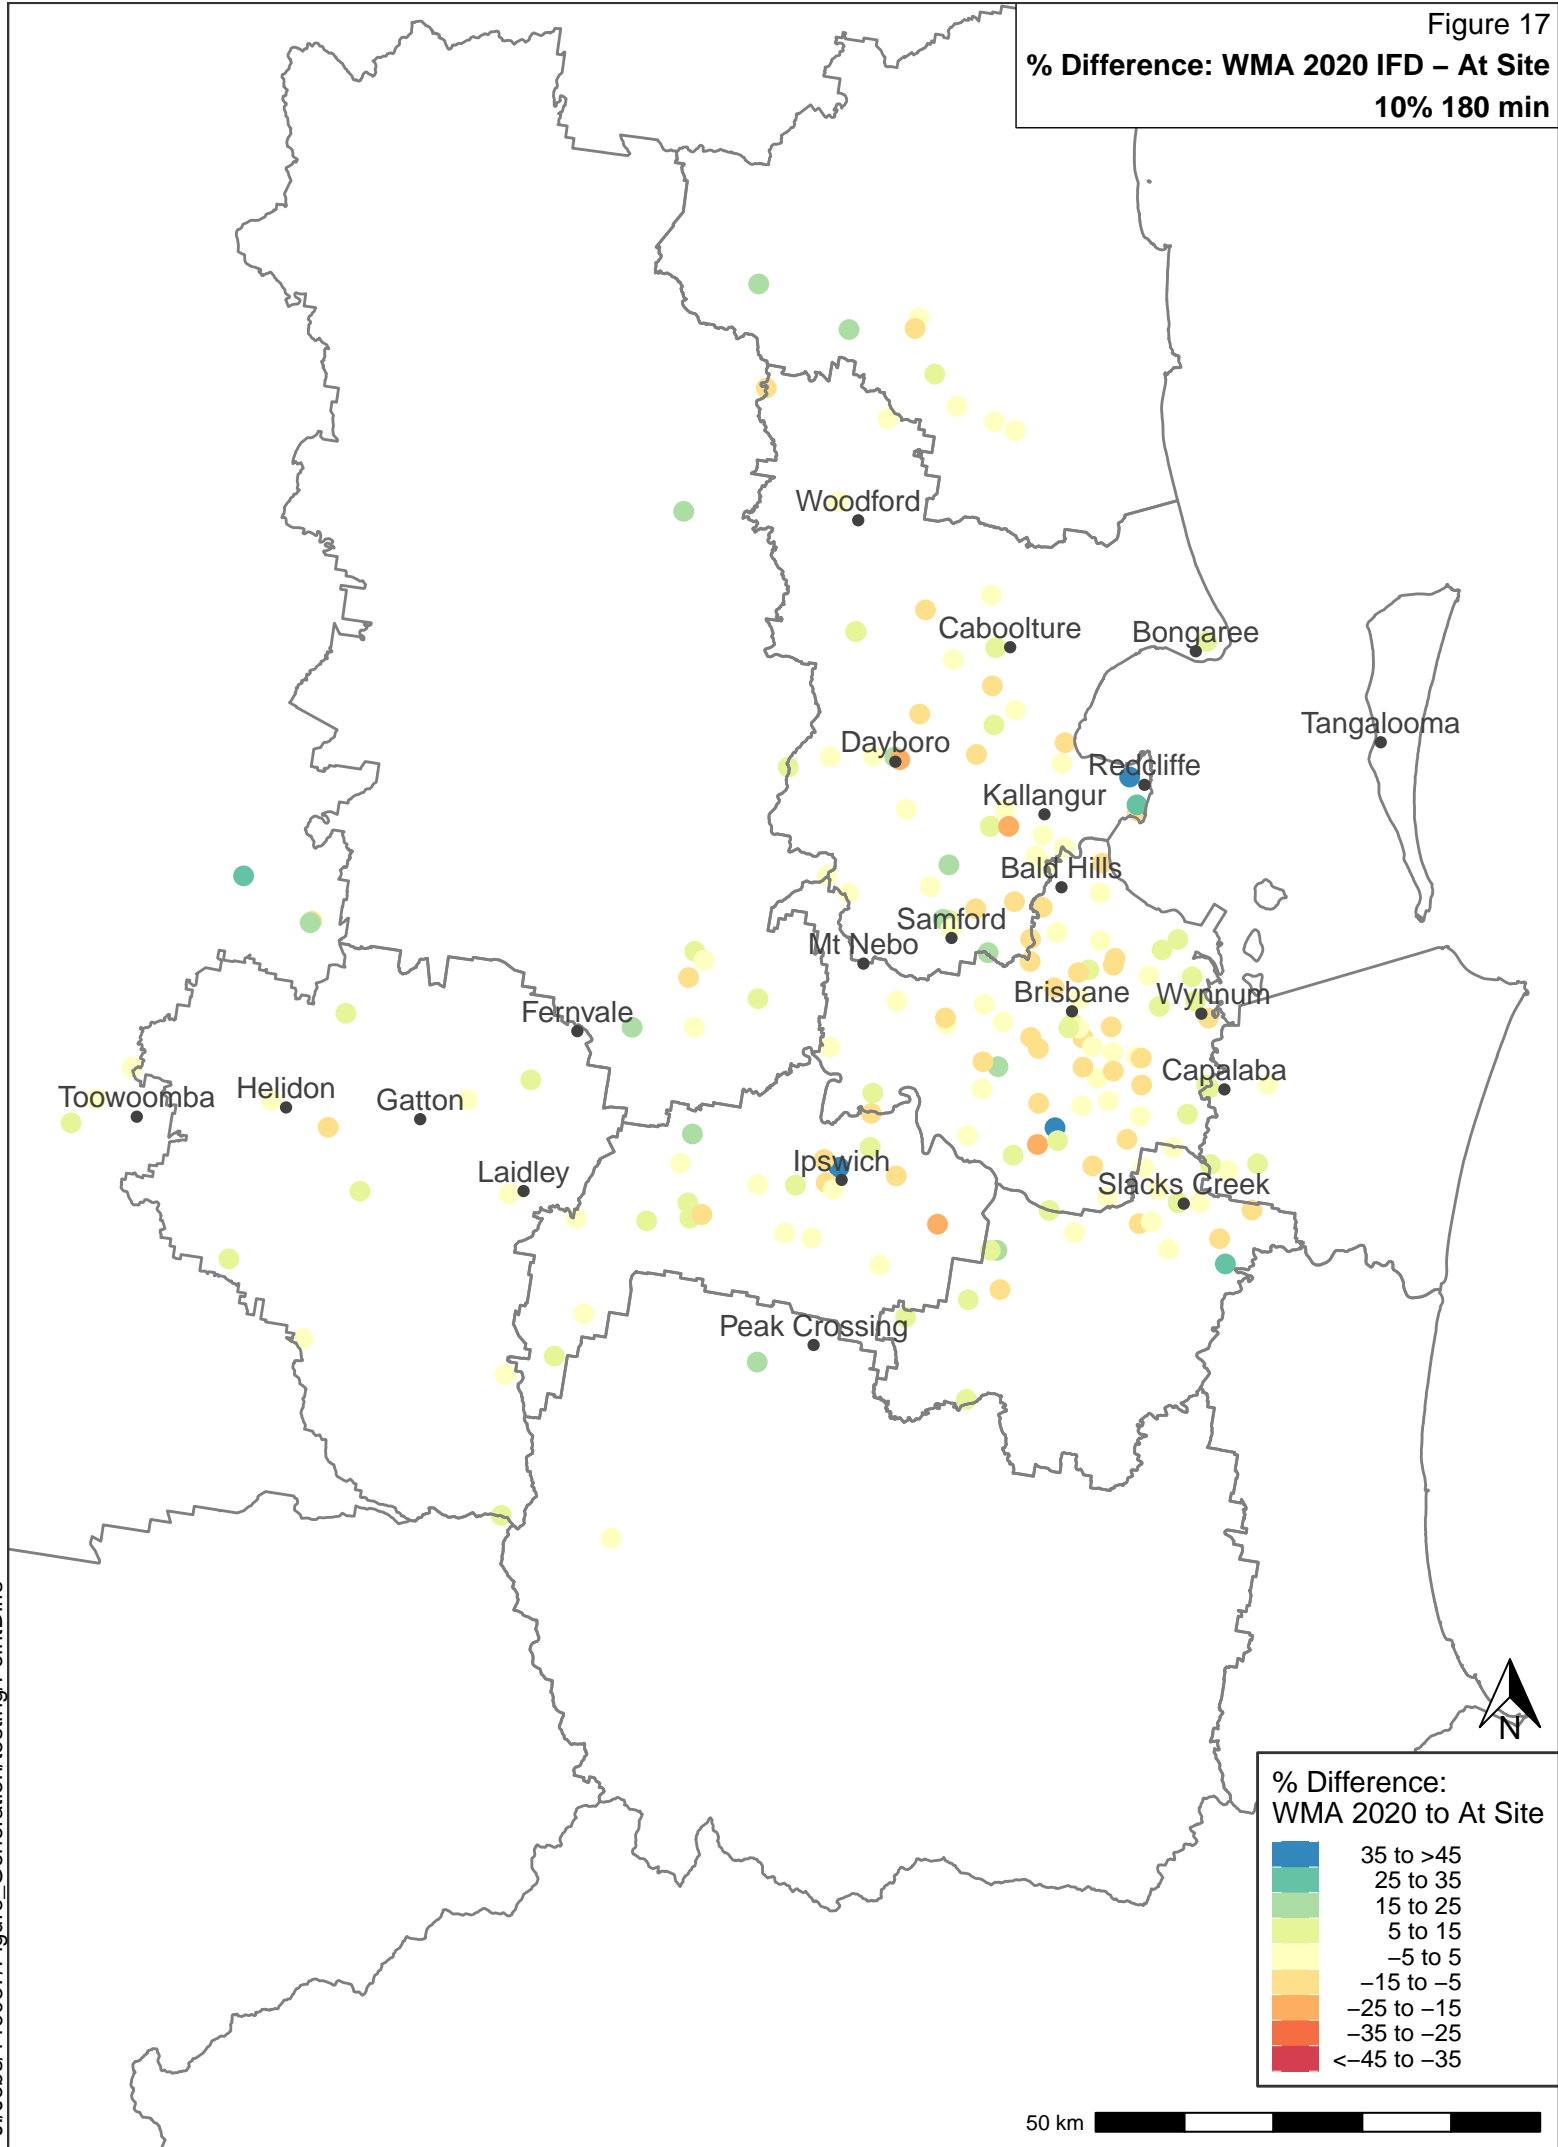 Figure 17
% Difference: WMA 2020 IFD – At Site
10% 180 min
Woodford
Caboolture
Bongaree
Tangalooma
Dayboro
Redcliffe
Kallangur
Bald Hills
Samford
Mt Nebo
Brisbane
Wynnum
Fernvale
Capalaba
Toowoomba
Helidon
Gatton
Ipswich
Laidley
Slacks Creek
Peak Crossing
N
% Difference:
WMA 2020 to At Site
35 to >45
25 to 35
15 to 25
5 to 15
−5 to 5
−15 to −5
−25 to −15
−35 to −25
<−45 to −35
50 km